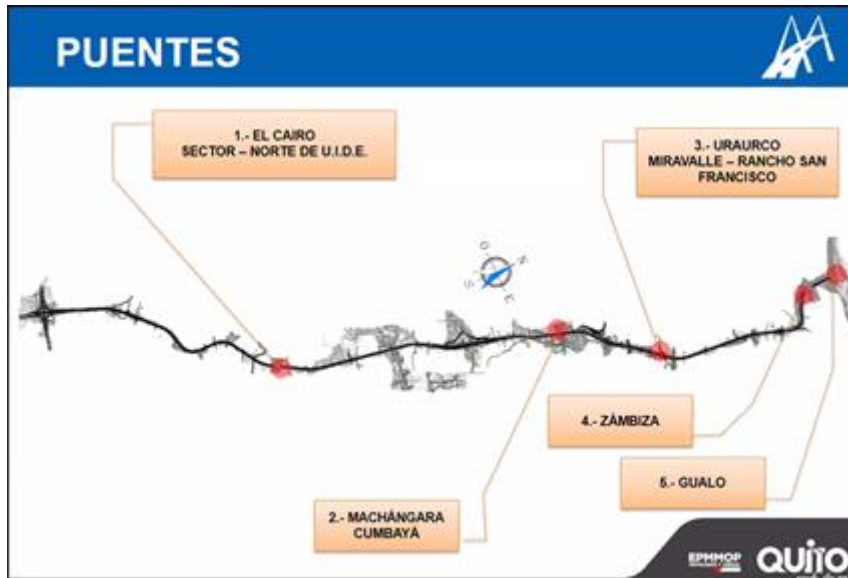 PUENTES
1.- EL CAIRO
SECTOR – NORTE DE U.I.D.E.
3.- URAURCO
MIRAVALLE – RANCHO SAN
FRANCISCO
O
N
S
E
4.- ZÁMBIZA
5.- GUALO
2.- MACHÁNGARA
CUMBAYÁ
EPMMOP
QUITO